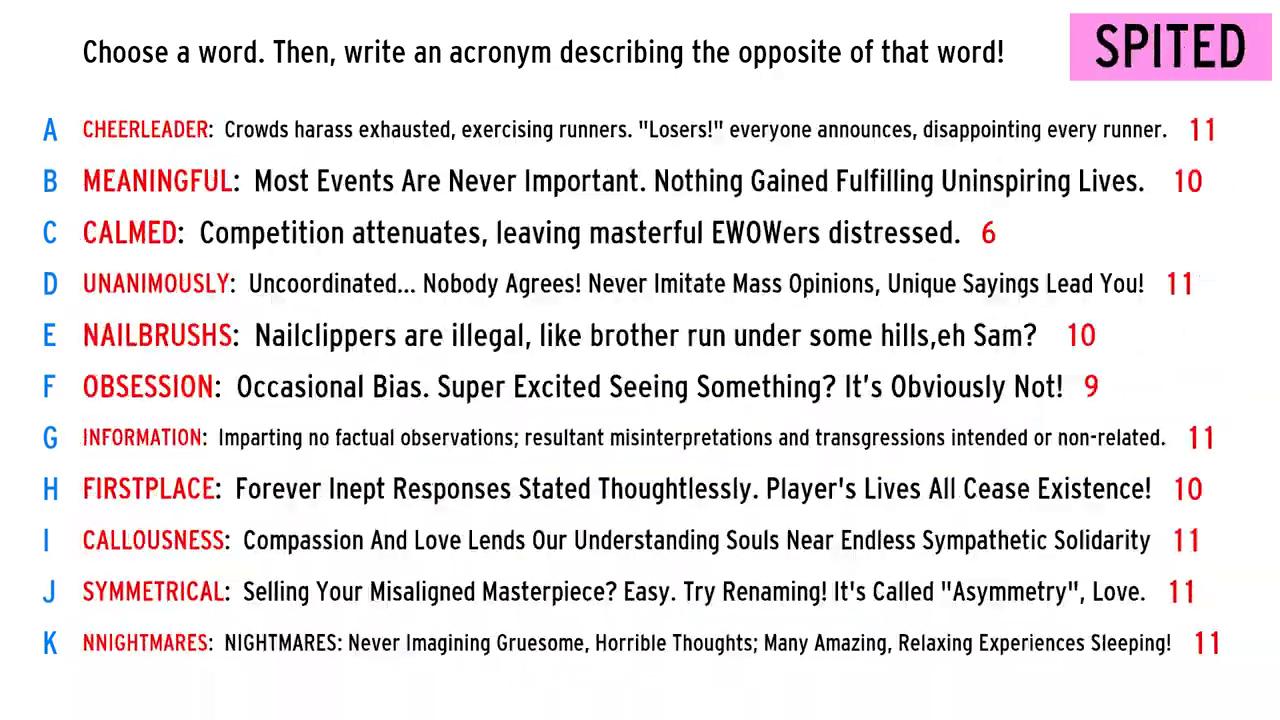 Choose a word. Then, write an acronym describing the opposite of that word!
SPITED
A CHEERLEADER: Crowds harass exhausted, exercising runners. "Losers!" everyone announces, disappointing every runner. 11
B MEANINGFUL: Most Events Are Never Important. Nothing Gained Fulfilling Uninspiring Lives. 10
C CALMED: Competition attenuates, leaving masterful EWOWers distressed. 6
D UNANIMOUSLY: Uncoordinated... Nobody Agrees! Never Imitate Mass Opinions, Unique Sayings Lead You! 11
E NAILBRUSHS: Nailclippers are illegal, like brother run under some hills,eh Sam? 10
F OBSESSION: Occasional Bias. Super Excited Seeing Something? It's Obviously Not! 9
G INFORMATION: Imparting no factual observations; resultant misinterpretations and transgressions intended or non-related. 11
H FIRSTPLACE: Forever Inept Responses Stated Thoughtlessly. Player's Lives All Cease Existence! 10
I CALLOUSNESS: Compassion And Love Lends Our Understanding Souls Near Endless Sympathetic Solidarity 11
J SYMMETRICAL: Selling Your Misaligned Masterpiece? Easy. Try Renaming! It's Called "Asymmetry", Love. 11
K NNIGHTMARES: NIGHTMARES: Never Imagining Gruesome, Horrible Thoughts; Many Amazing, Relaxing Experiences Sleeping! 11